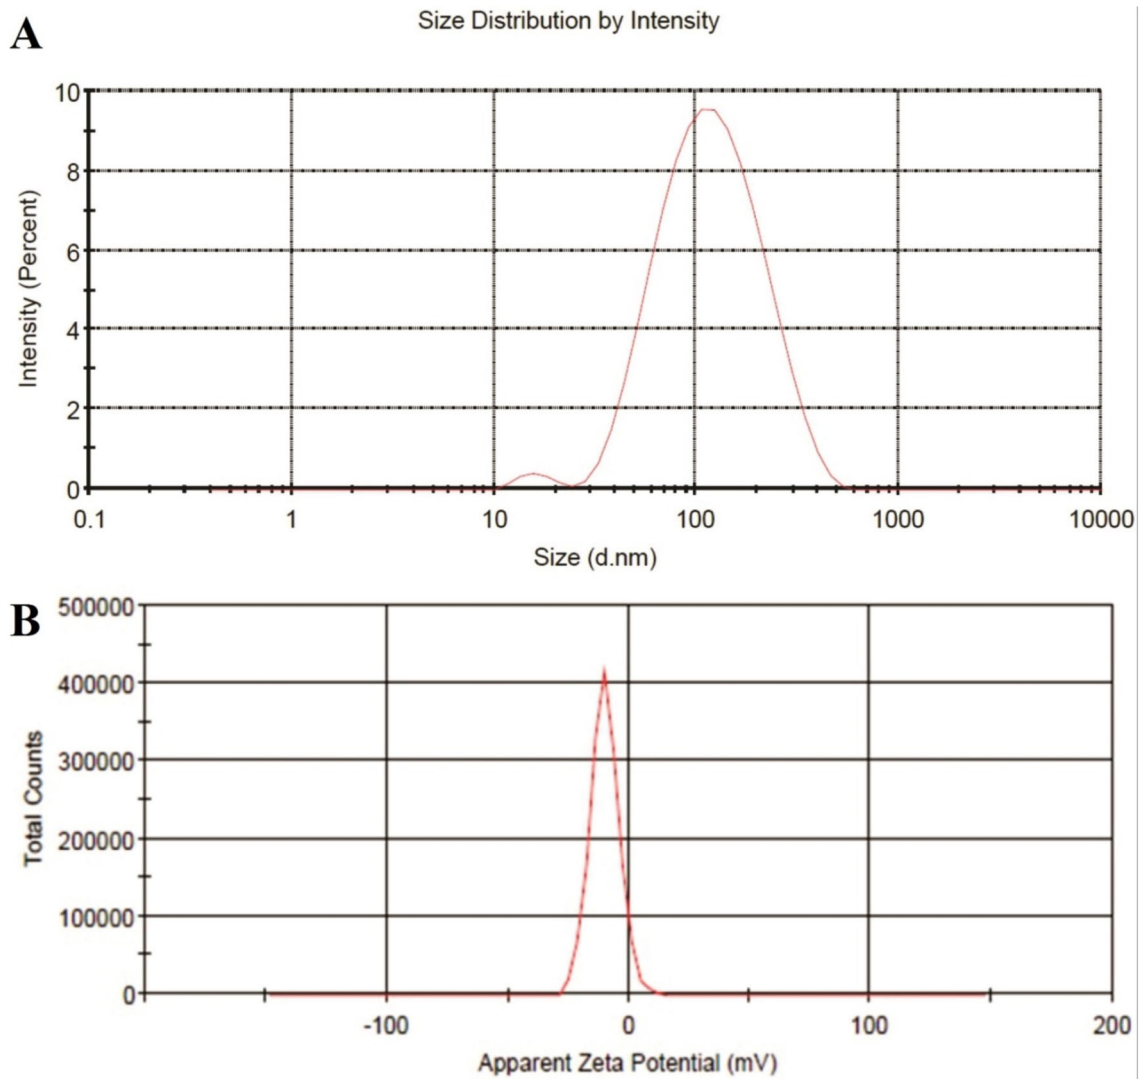 A
Size Distribution by Intensity
Intensity (Percent)
10
8
6
4
2
0
0.1 1 10 100 1000 10000
Size (d.nm)
B
Total Counts
500000
400000
300000
200000
100000
0
-100 0 100 200
Apparent Zeta Potential (mV)